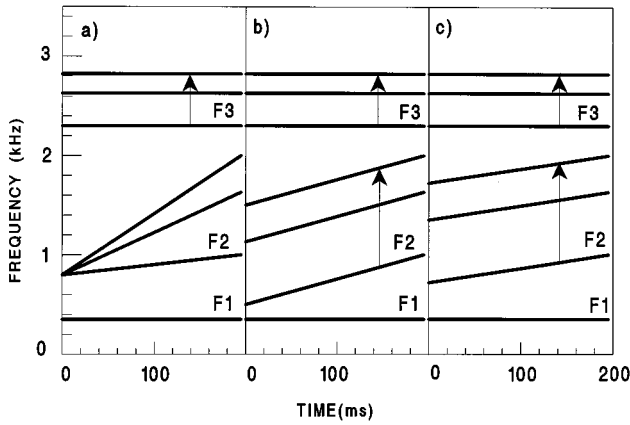 a) b) c)
3
F3 F3 F3
2
F2 F2 F2
1
F1 F1 F1
0
0 100 0 100 0 100 200
TIME(ms)
FREQUENCY (kHz)